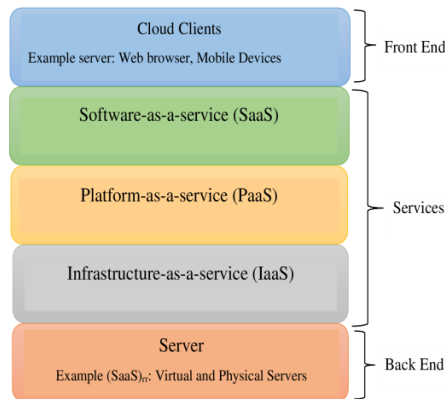 Cloud Clients
Example server: Web browser, Mobile Devices
Front End
Software-as-a-service (SaaS)
Platform-as-a-service (PaaS)
Services
Infrastructure-as-a-service (IaaS)
Server
Example (SaaS)rr: Virtual and Physical Servers
Back End